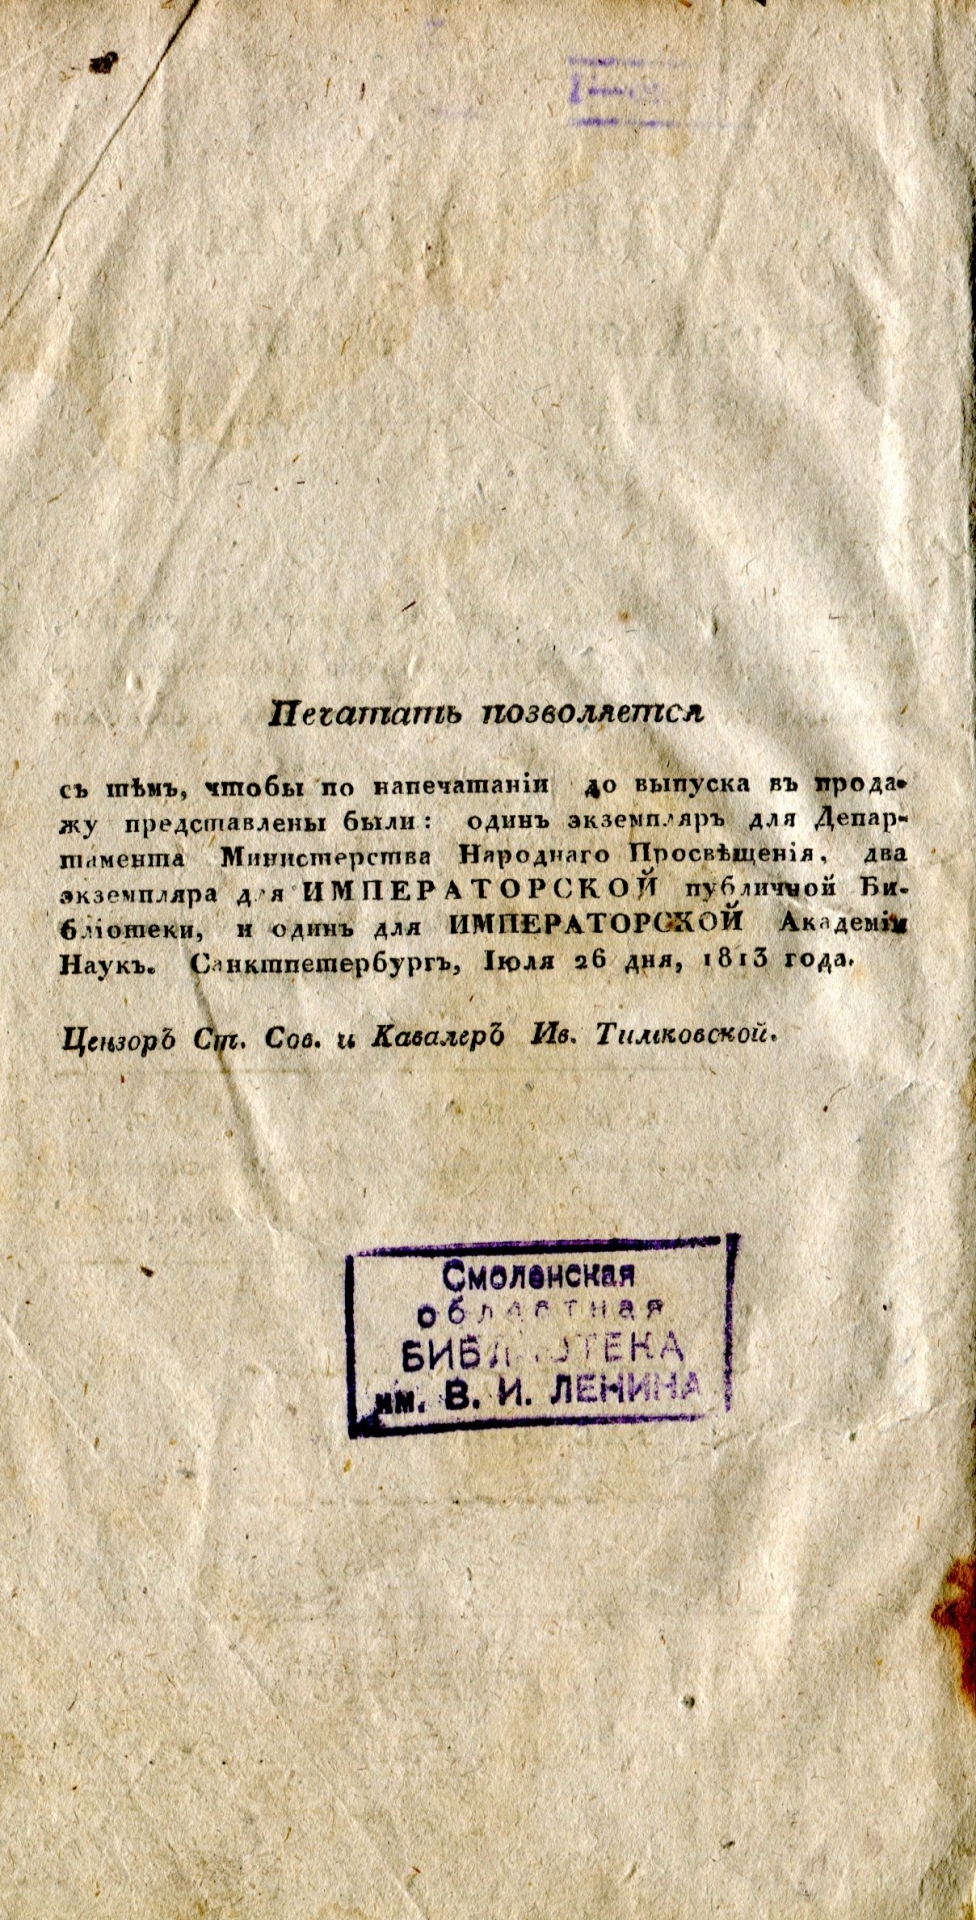 Печатать позволяется
съ тѣмъ, чтобы по напечатаніи до выпуска въ прода-
жу представлены были: одинъ экземпляръ для Депар-
тамента Министерства Народнаго Просвѣщенія, два
экземпляра для ИМПЕРАТОРСКОЙ публичной Би-
бліотеки, и одинъ для ИМПЕРАТОРСКОЙ Академіи
Наукъ. Санктпетербургъ, Іюля 26 дня, 1813 года.
Цензоръ Ст. Сов. и Кавалеръ Ив. Тимковской.
Смоленская
областная
БИБЛИОТЕКА
им. В. И. ЛЕНИНА